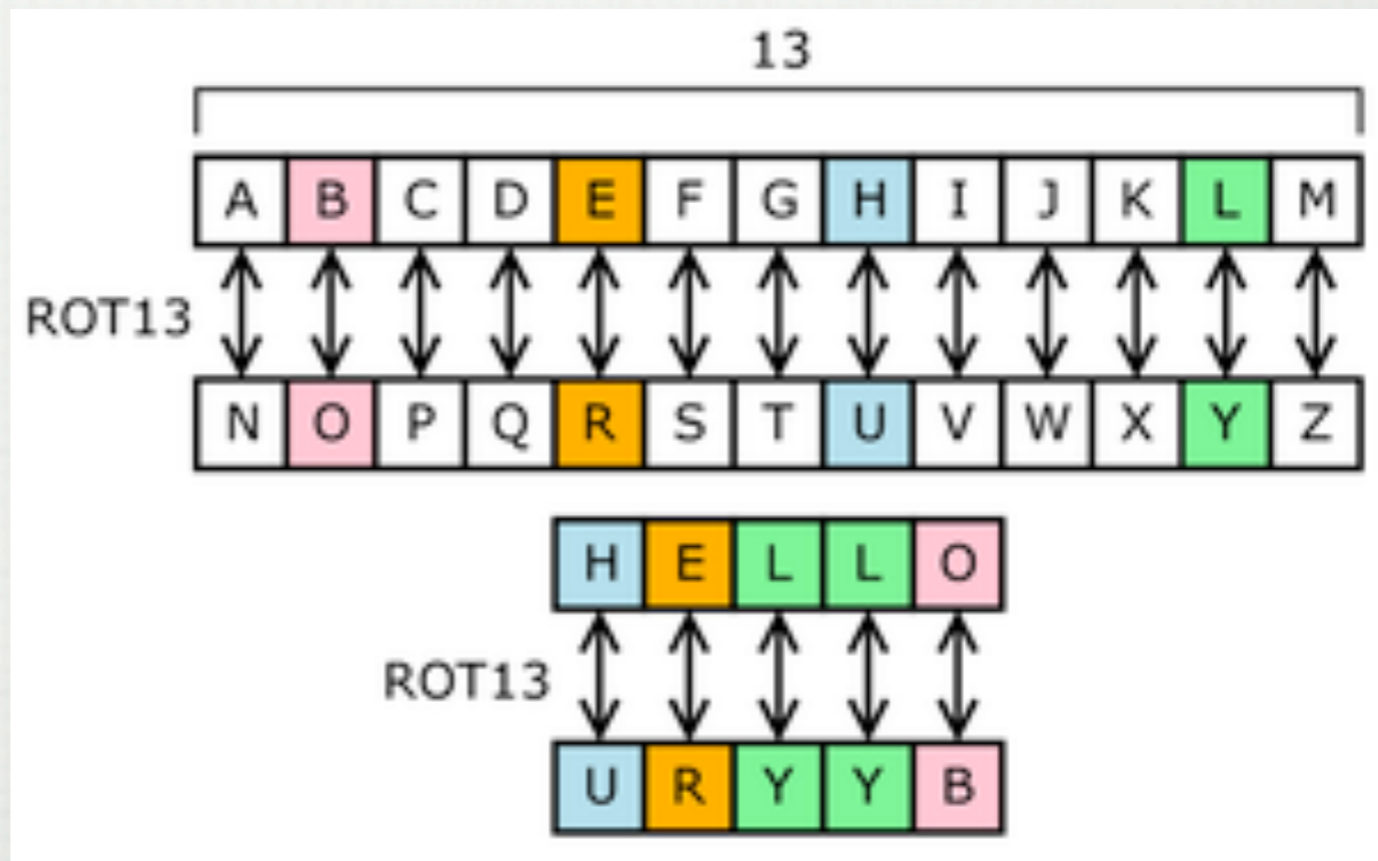 13
A B C D E F G H I J K L M
ROT13
N O P Q R S T U V W X Y Z
H E L L O
ROT13
U R Y Y B